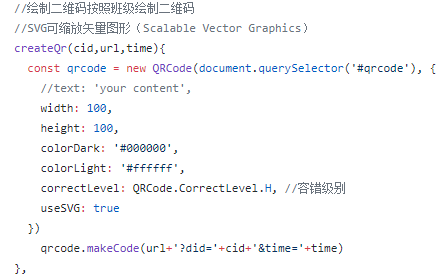 //绘制二维码按照班级绘制二维码
//SVG可缩放矢量图形（Scalable Vector Graphics）
createQr(cid,url,time){
const qrcode = new QRCode(document.querySelector('#qrcode'), {
//text: 'your content',
width: 100,
height: 100,
colorDark: '#000000',
colorLight: '#ffffff',
correctLevel: QRCode.CorrectLevel.H, //容错级别
useSVG: true
})
qrcode.makeCode(url+'?did='+cid+'&time='+time)
},